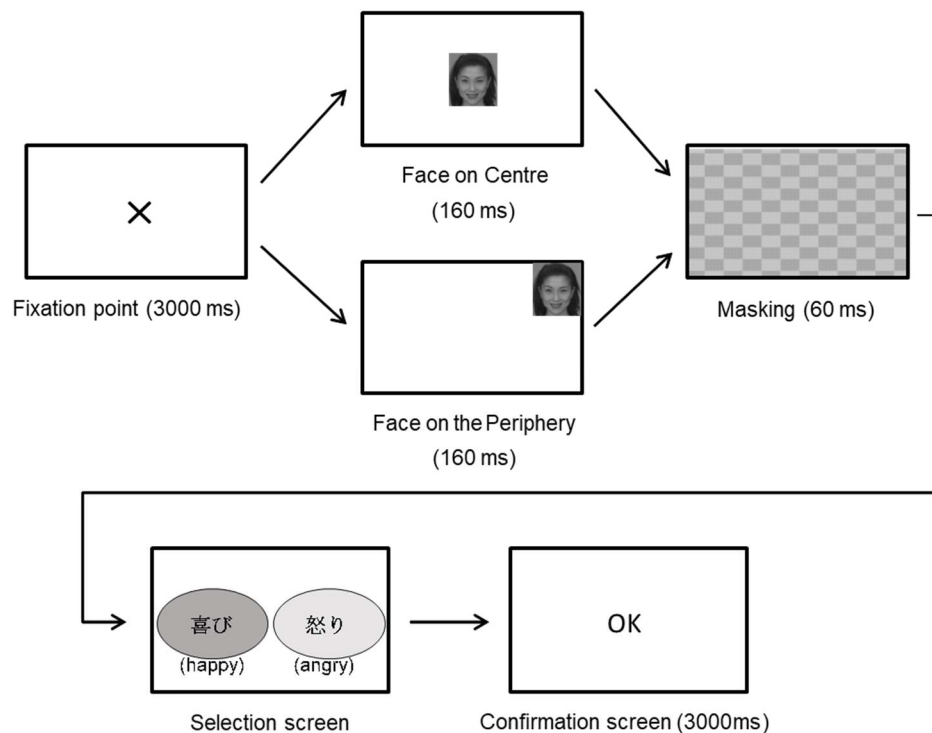 Face on Centre
(160 ms)
Fixation point (3000 ms)
Masking (60 ms)
Face on the Periphery
(160 ms)
喜び
(happy)
怒り
(angry)
Selection screen
OK
Confirmation screen (3000ms)